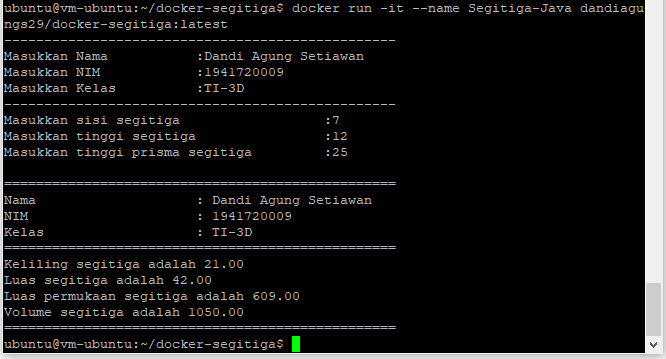 ubuntu@vm-ubuntu:~/docker-segitiga$ docker run -it --name Segitiga-Java dandiagu
ngs29/docker-segitiga:latest
-------------------------------------------------
Masukkan Nama           :Dandi Agung Setiawan
Masukkan NIM            :1941720009
Masukkan Kelas          :TI-3D
-------------------------------------------------
Masukkan sisi segitiga                  :7
Masukkan tinggi segitiga                :12
Masukkan tinggi prisma segitiga         :25

=================================================
Nama                    : Dandi Agung Setiawan
NIM                     : 1941720009
Kelas                   : TI-3D
=================================================
Keliling segitiga adalah 21.00
Luas segitiga adalah 42.00
Luas permukaan segitiga adalah 609.00
Volume segitiga adalah 1050.00
=================================================
ubuntu@vm-ubuntu:~/docker-segitiga$